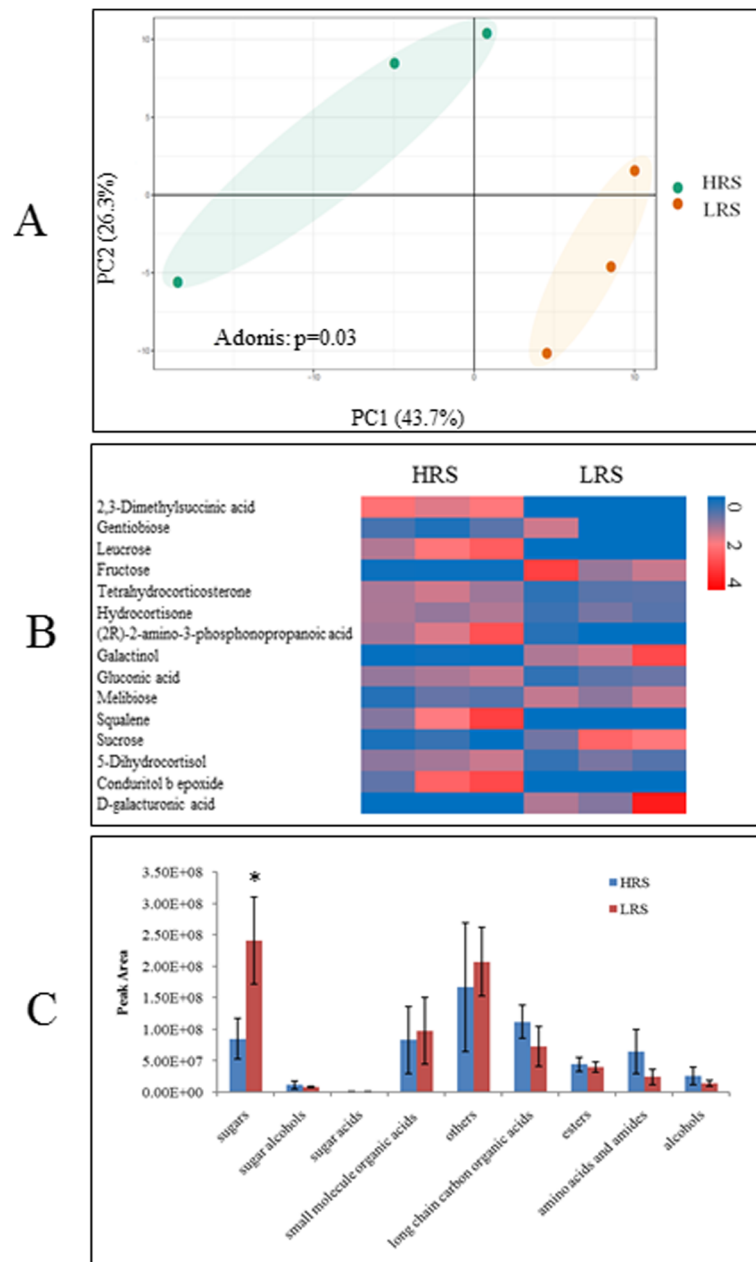 A
10
5
0
-5
-10
-10
0
10
PC2 (26.3%)
PC1 (43.7%)
Adonis: p=0.03
HRS
LRS
B
HRS
LRS
2,3-Dimethylsuccinic acid
Gentiobiose
Leucrose
Fructose
Tetrahydrocorticosterone
Hydrocortisone
(2R)-2-amino-3-phosphonopropanoic acid
Galactinol
Gluconic acid
Melibiose
Squalene
Sucrose
5-Dihydrocortisol
Conduritol b epoxide
D-galacturonic acid
0
2
4
C
3.50E+08
3.00E+08
2.50E+08
2.00E+08
1.50E+08
1.00E+08
5.00E+07
0.00E+00
Peak Area
*
HRS
LRS
sugars
sugar alcohols
sugar acids
small molecule organic acids
others
long chain carbon organic acids
esters
amino acids and amides
alcohols